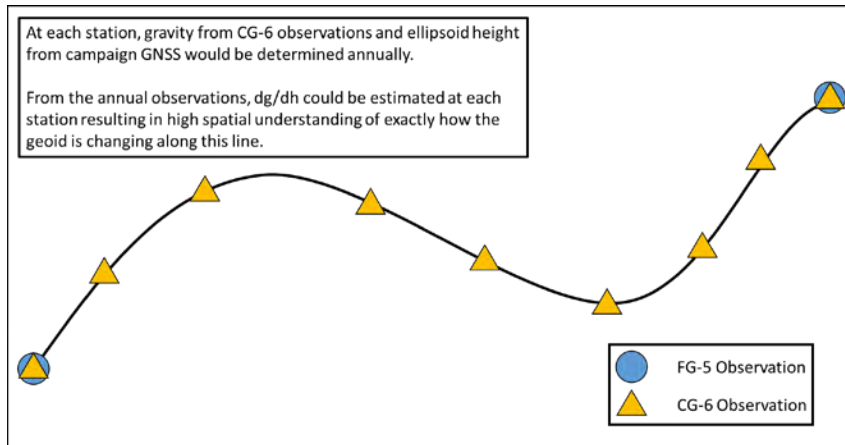 At each station, gravity from CG-6 observations and ellipsoid height
from campaign GNSS would be determined annually.
From the annual observations, dg/dh could be estimated at each
station resulting in high spatial understanding of exactly how the
geoid is changing along this line.
FG-5 Observation
CG-6 Observation